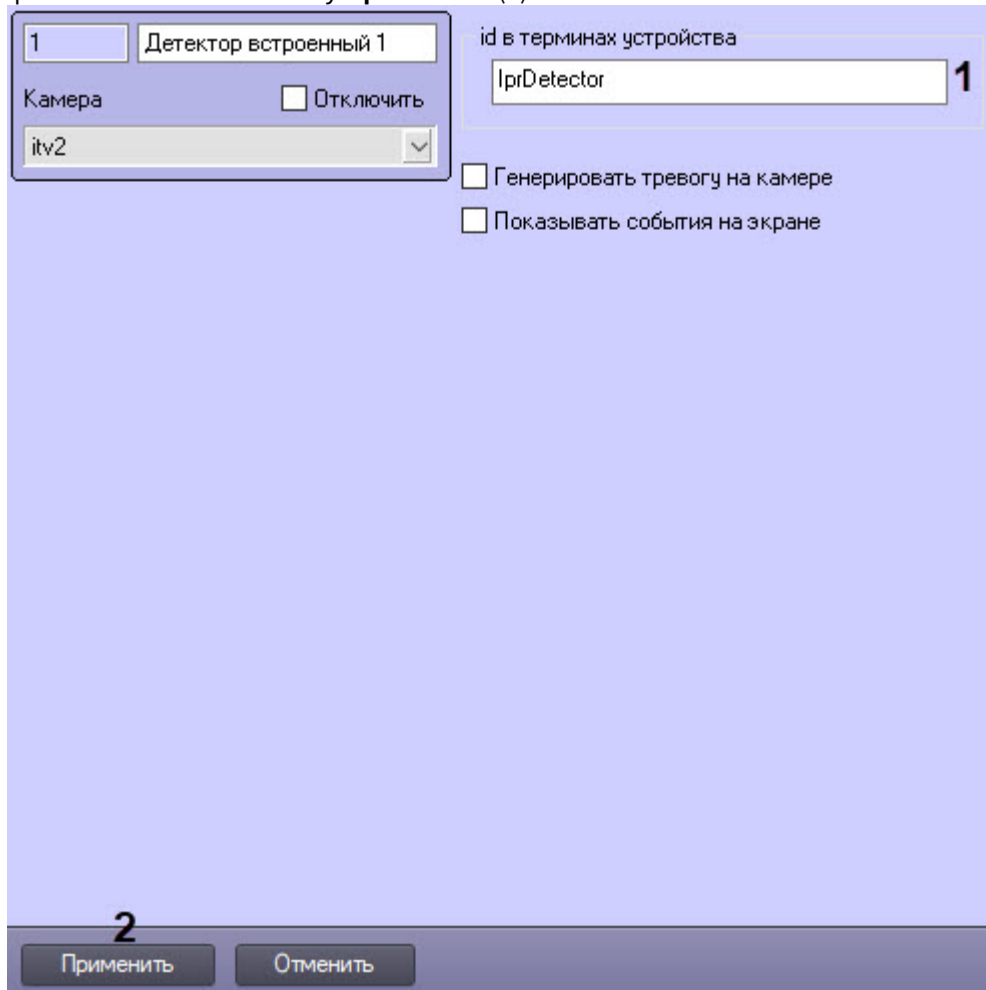 1 Детектор встроенный 1
Камера Отключить
itv2
id в терминах устройства
lprDetector 1
Генерировать тревогу на камере
Показывать события на экране
2
Применить Отменить